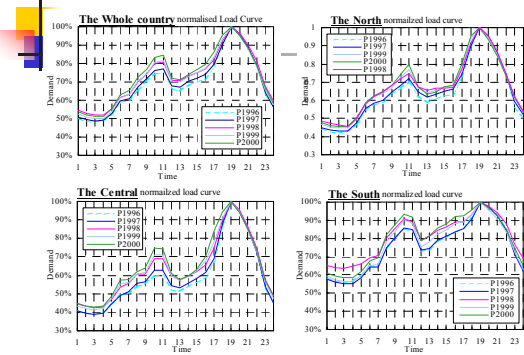 The Whole country normalised Load Curve
100%
90%
80%
70%
60%
50%
40%
30%
Demand
1 3 5 7 9 11 13 15 17 19 21 23
Time
P1996
P1997
P1998
P1999
P2000
The North normailzed load curve
1
0.9
0.8
0.7
0.6
0.5
0.4
0.3
Demand
1 3 5 7 9 11 13 15 17 19 21 23
Time
P1996
P1997
P1999
P2000
P1998
The Central normailzed load curve
100%
90%
80%
70%
60%
50%
40%
30%
Demand
1 3 5 7 9 11 13 15 17 19 21 23
Time
P1996
P1997
P1998
P1999
P2000
The South normalized load curve
100%
90%
80%
70%
60%
50%
40%
30%
Demand
1 3 5 7 9 11 13 15 17 19 21 23
Time
P1996
P1997
P1998
P1999
P2000